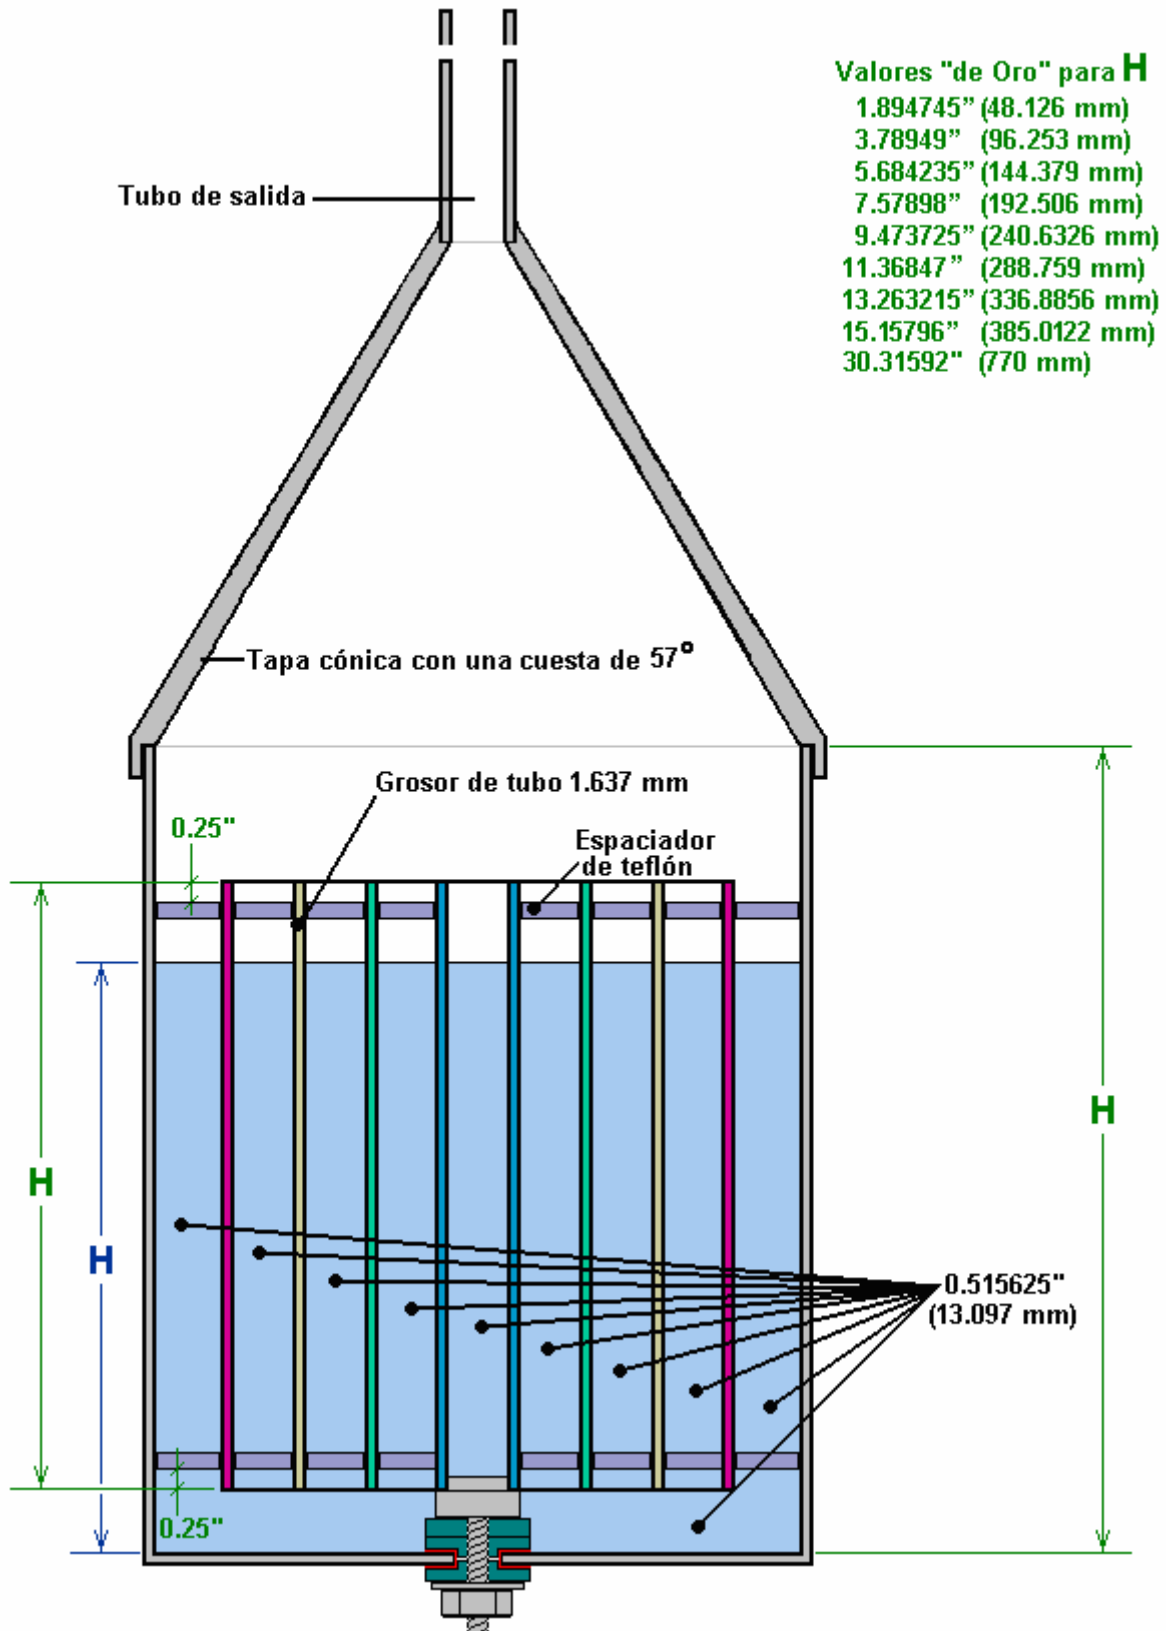 Valores "de Oro" para H
1.894745” (48.126 mm)
3.78949” (96.253 mm)
5.684235” (144.379 mm)
7.57898” (192.506 mm)
9.473725” (240.6326 mm)
11.36847” (288.759 mm)
13.263215” (336.8856 mm)
15.15796” (385.0122 mm)
30.31592" (770 mm)
Tubo de salida
Tapa cónica con una cuesta de 57°
Grosor de tubo 1.637 mm
0.25"
Espaciador
de teflón
H
H
H
0.515625"
(13.097 mm)
0.25"